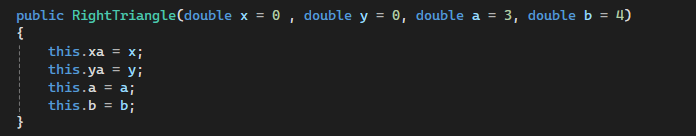 public RightTriangle(double x = 0 , double y = 0, double a = 3, double b = 4)
{
this.xa = x;
this.ya = y;
this.a = a;
this.b = b;
}